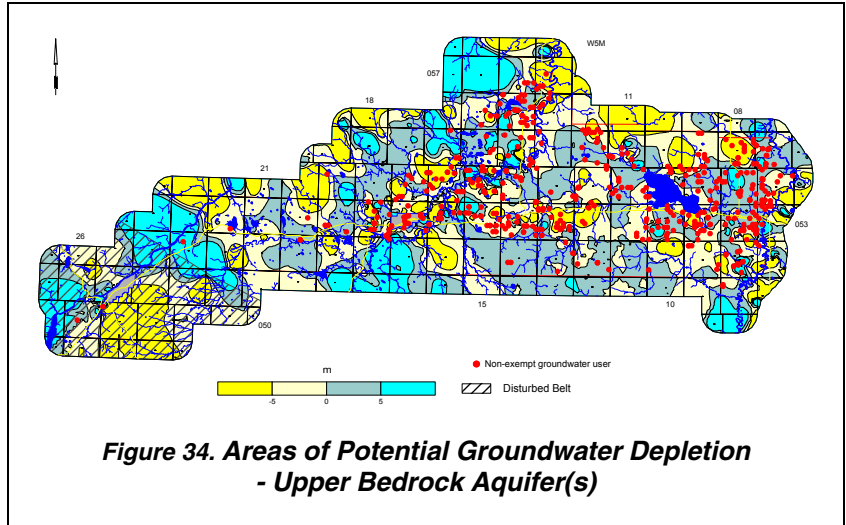 W5M
057
11
18
08
21
053
26
050
15
10
m
Non-exempt groundwater user
-5 0 5
Disturbed Belt
Figure 34. Areas of Potential Groundwater Depletion
- Upper Bedrock Aquifer(s)